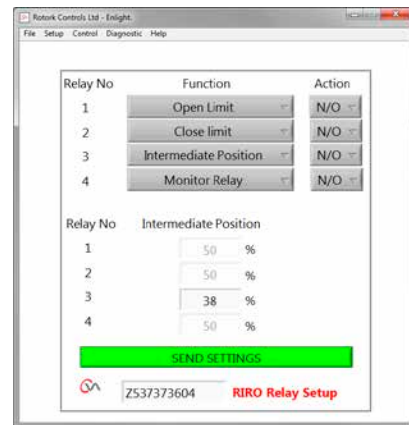 Rotork Controls Ltd - Enlight.
File Setup Control Diagnostic Help
Relay No Function Action
1 Open Limit N/O
2 Close limit N/O
3 Intermediate Position N/O
4 Monitor Relay N/O
Relay No Intermediate Position
1 50 %
2 50 %
3 38 %
4 50 %
SEND SETTINGS
Z537373604 RIRO Relay Setup